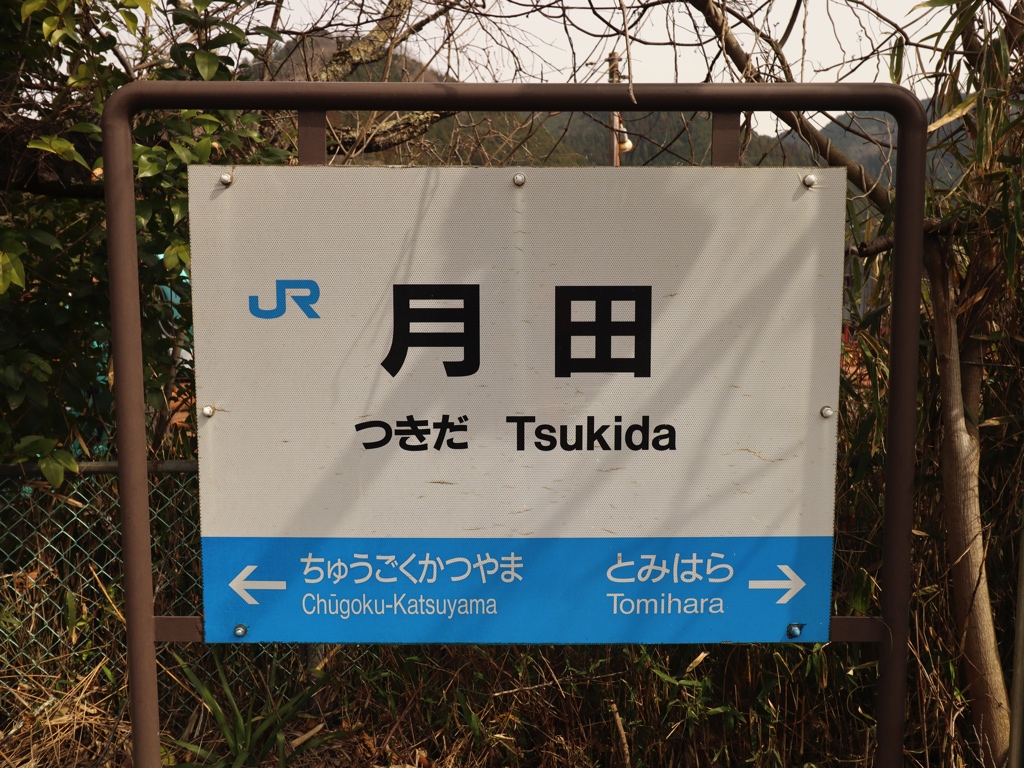 JR
月田
つきだ Tsukida
ちゅうごくかつやま とみはら
Chūgoku-Katsuyama Tomihara